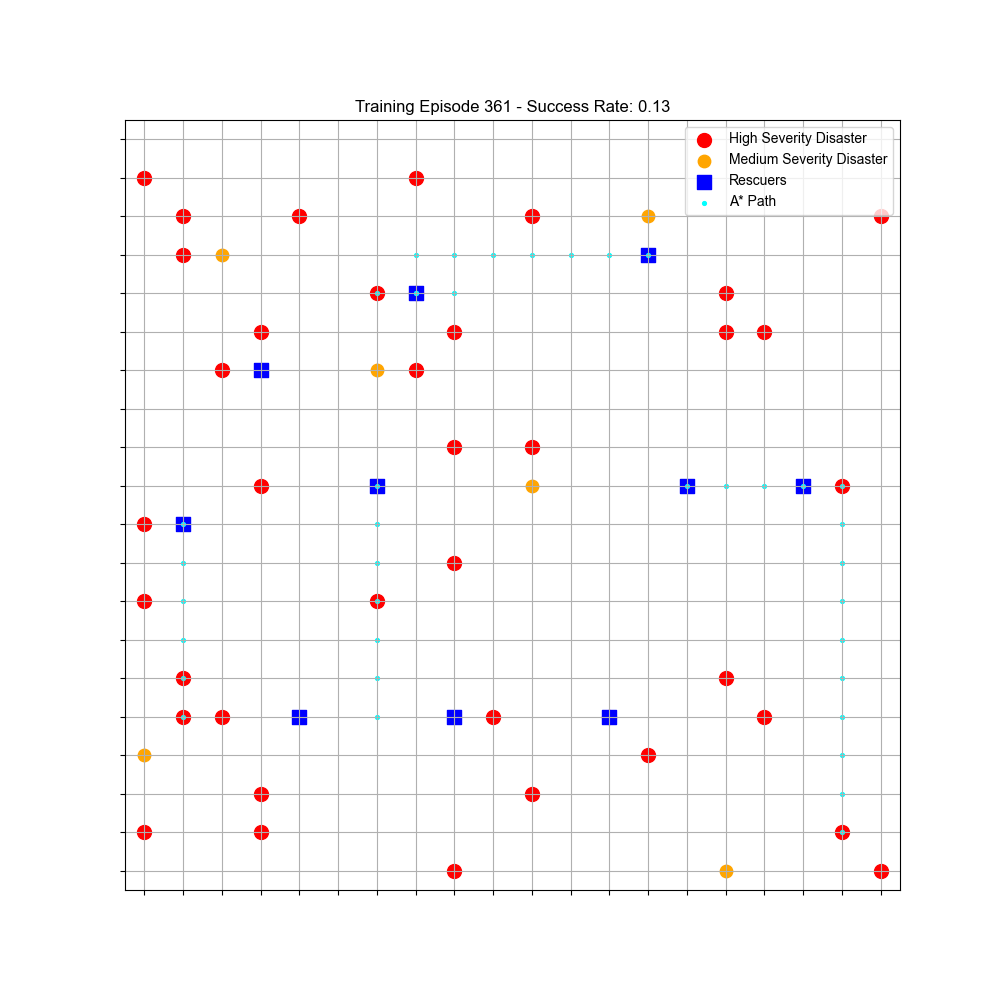 Training Episode 361 - Success Rate: 0.13
High Severity Disaster
Medium Severity Disaster
Rescuers
A* Path